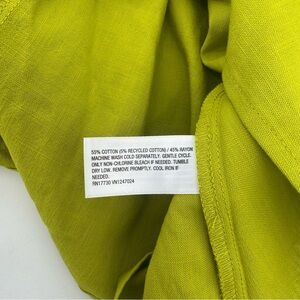 55% COTTON (5% RECYCLED COTTON) / 45% RAYON
MACHINE WASH COLD SEPARATELY. GENTLE CYCLE.
ONLY NON-CHLORINE BLEACH IF NEEDED. TUMBLE
DRY LOW. REMOVE PROMPTLY. COOL IRON IF
NEEDED.
RN17730 VN1247024